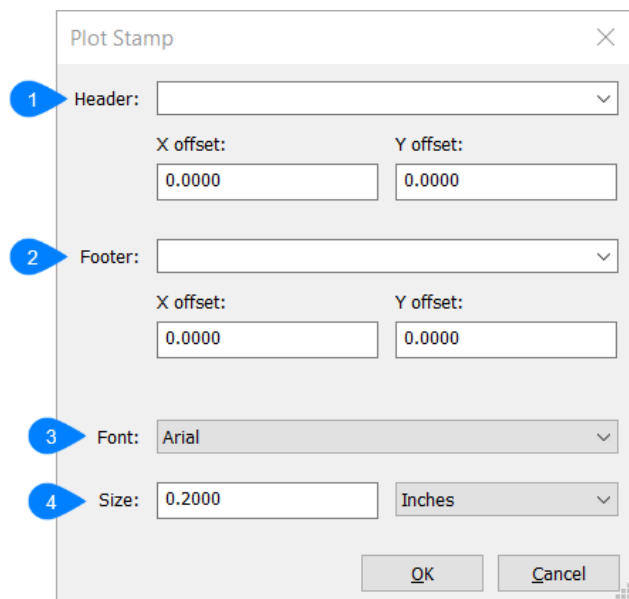 Plot Stamp
1 Header:
X offset: Y offset:
0.0000 0.0000
2 Footer:
X offset: Y offset:
0.0000 0.0000
3 Font: Arial
4 Size: 0.2000 Inches
OK Cancel